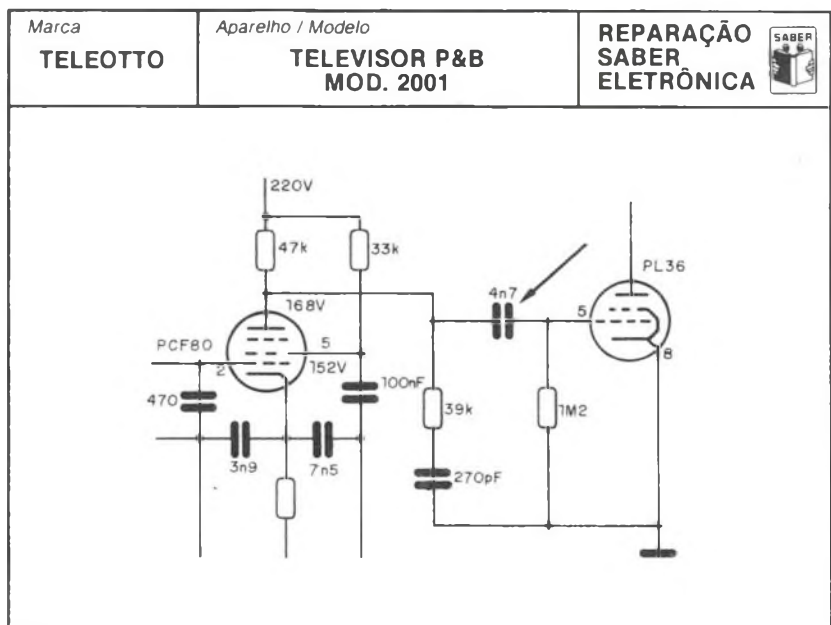 Marca
TELEOTTO
Aparelho / Modelo
TELEVISOR P&B
MOD. 2001
REPARAÇÃO
SABER
ELETRÔNICA
SABER
220V
47k
33k
168V
PCF80
2
5
152V
470
100nF
3n9
7n5
39k
270pF
4n7
1M2
5
PL36
8